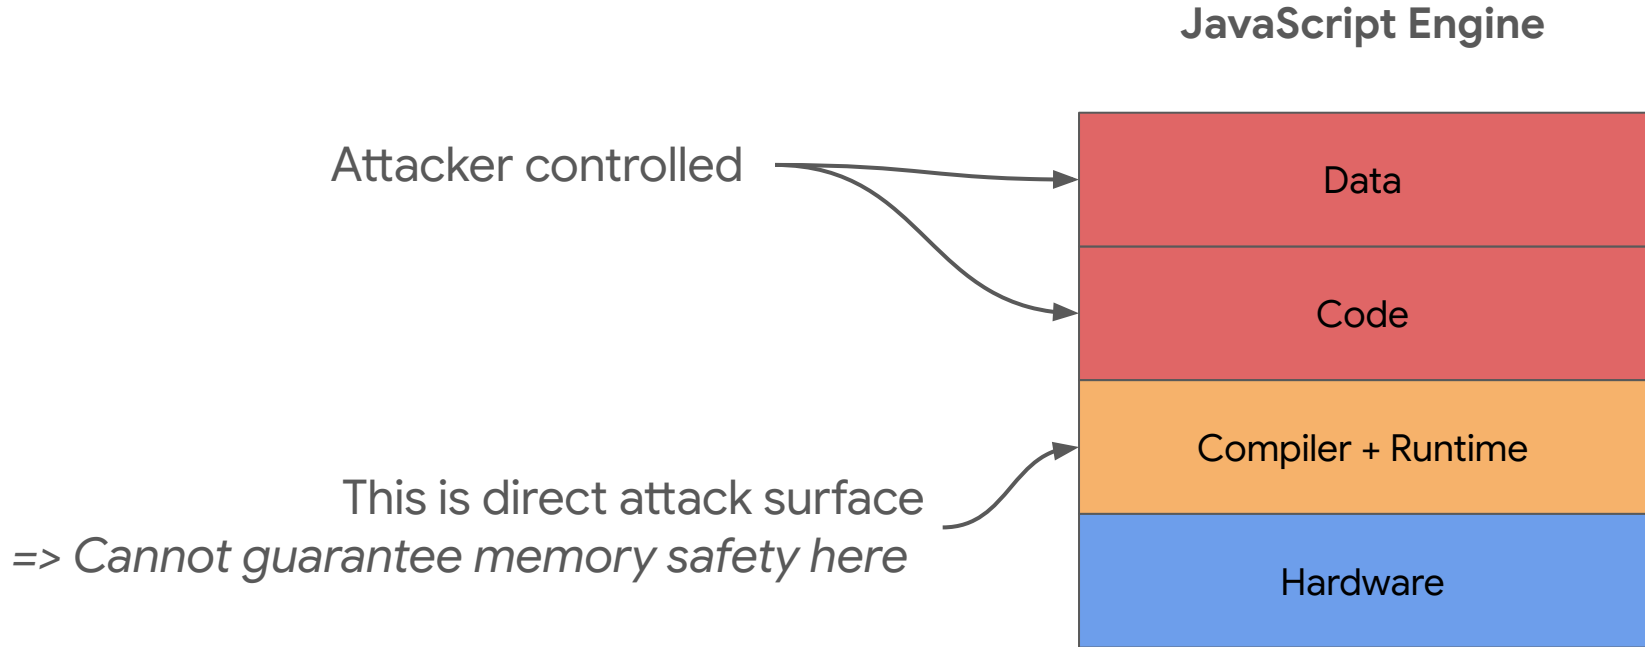 JavaScript Engine
Attacker controlled
Data
Code
Compiler + Runtime
This is direct attack surface
=> Cannot guarantee memory safety here
Hardware